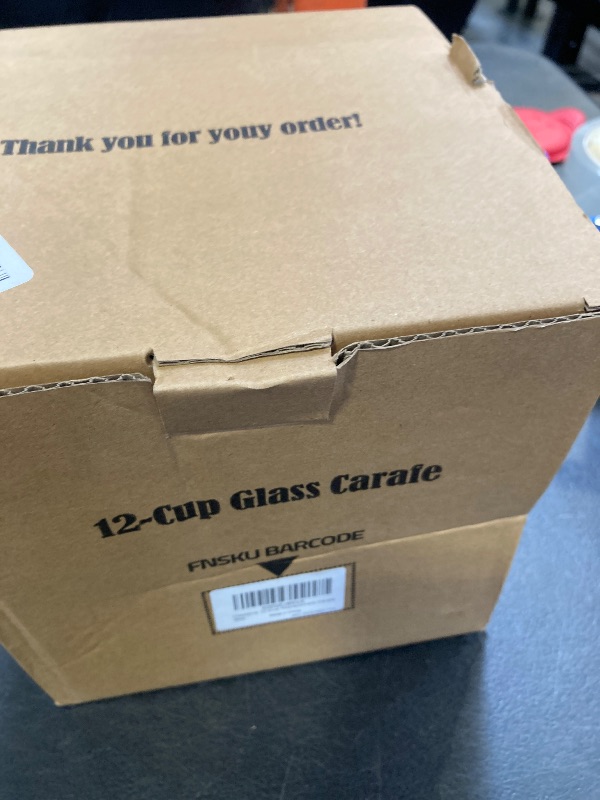 Thank you for youy order!
12-Cup Glass Carafe
FNSKU BARCODE